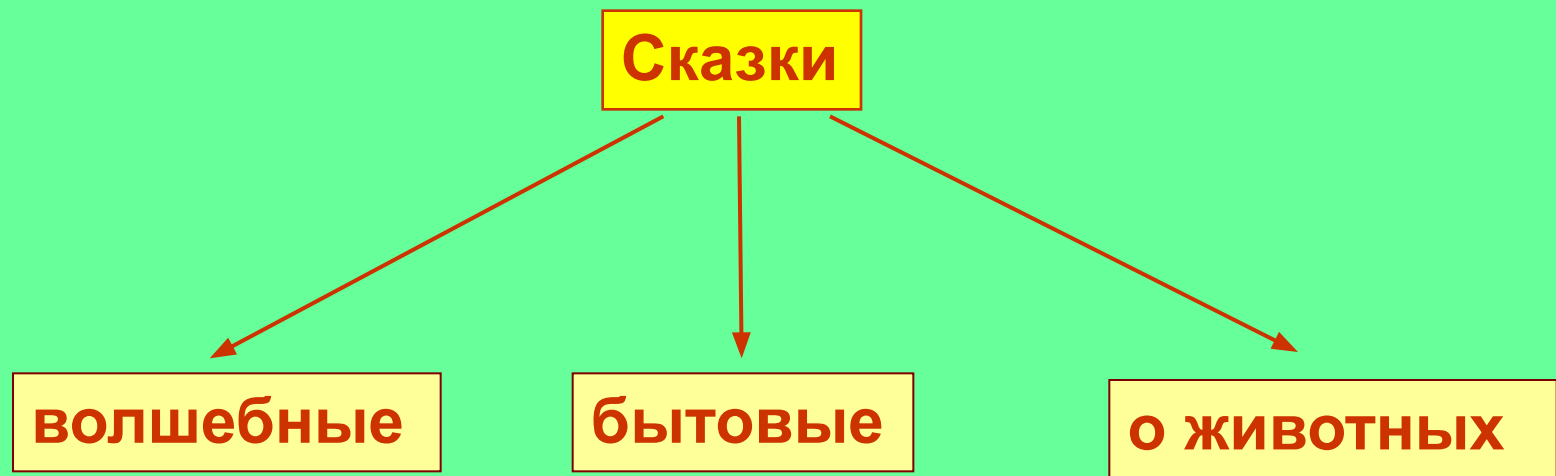 Сказки
волшебные
бытовые
о животных